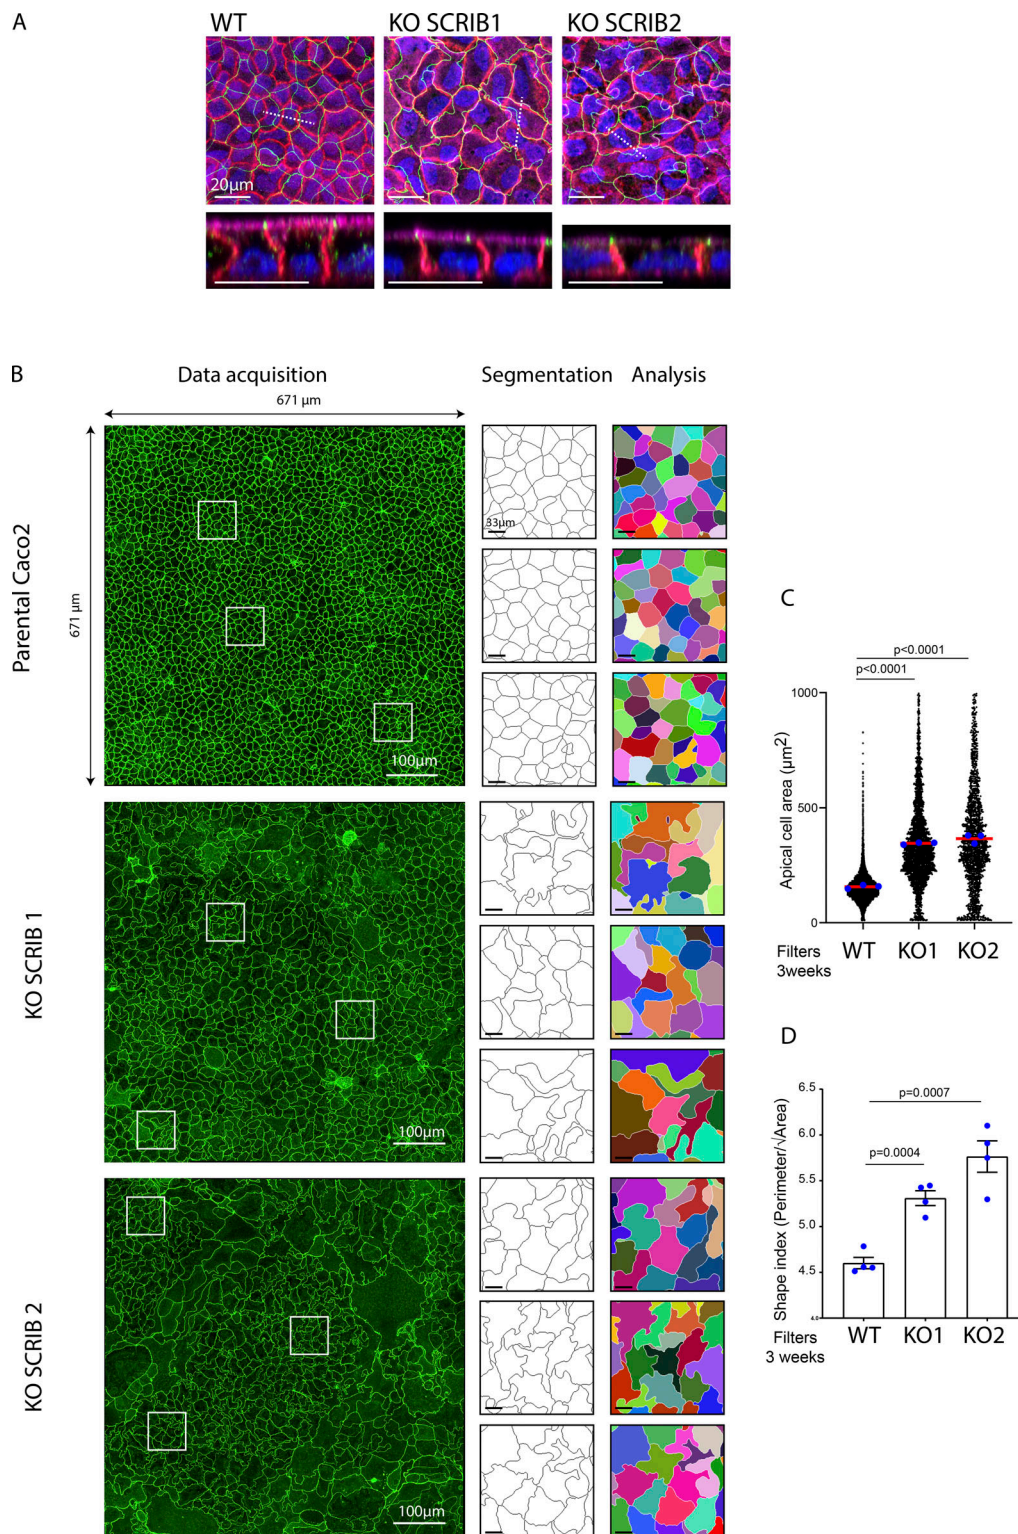 A
WT
KO SCRIB1
KO SCRIB2
20µm
B
Data acquisition
Segmentation
Analysis
671 µm
671 µm
Parental Caco2
33µm
100µm
C
p<0.0001
p<0.0001
Apical cell area (µm²)
1000
500
0
Filters
3weeks
WT
KO1
KO2
KO SCRIB 1
100µm
D
p=0.0007
p=0.0004
Shape index (Perimeter/√Area)
6.5
6.0
5.5
5.0
4.5
4.0
Filters
3 weeks
WT
KO1
KO2
KO SCRIB 2
100µm